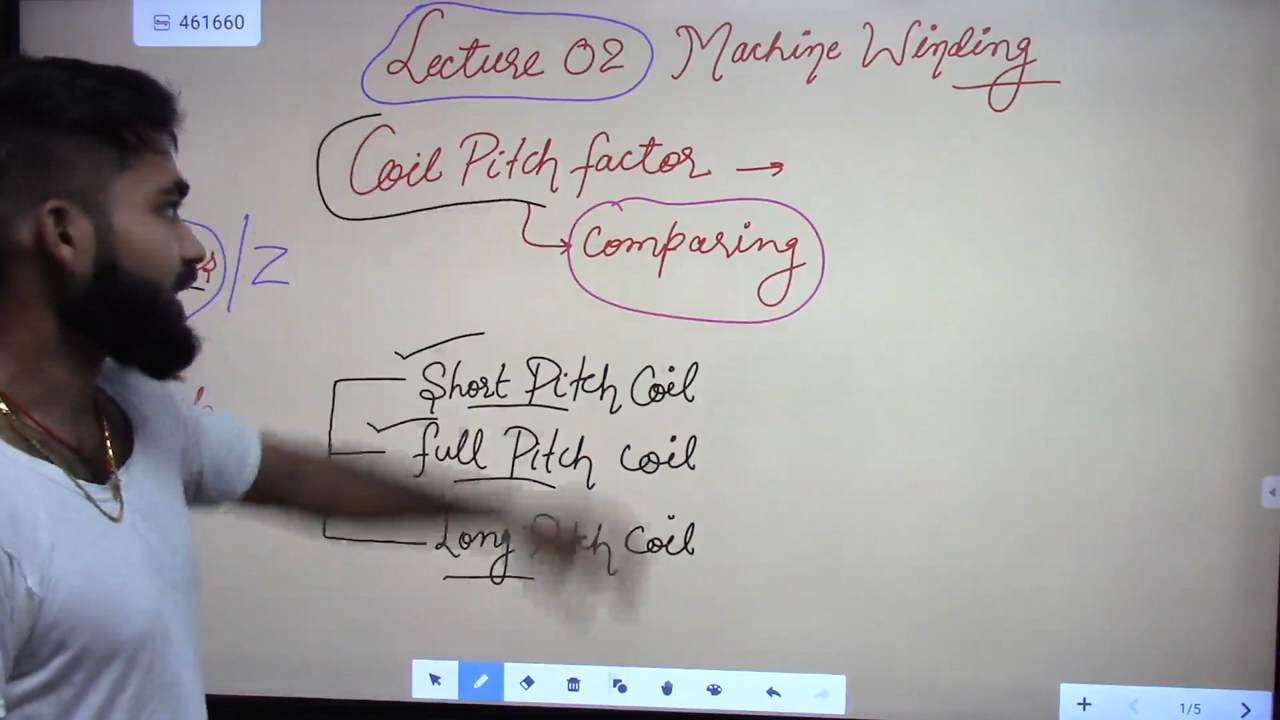 461660
Lecture 02 Machine Winding
Coil Pitch factor →
Comparing
/Z
Short Pitch Coil
full Pitch coil
Long Pitch Coil
1/5